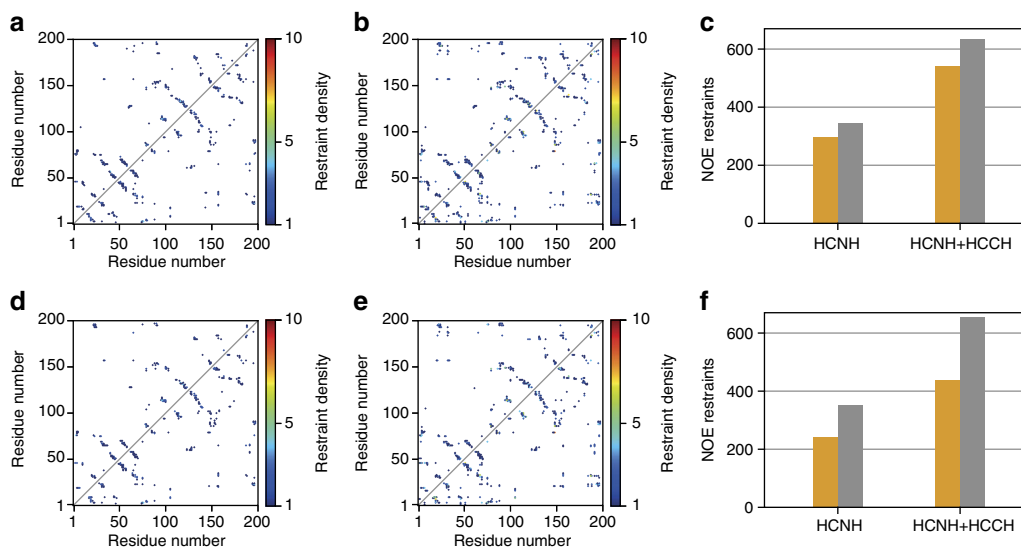 a
200
150
100
50
1
1 50 100 150 200
Residue number
Residue number
10
5
1
Restraint density
b
200
150
100
50
1
1 50 100 150 200
Residue number
Residue number
10
5
1
Restraint density
c
600
400
200
0
NOE restraints
HCNH HCNH+HCCH
d
200
150
100
50
1
1 50 100 150 200
Residue number
Residue number
10
5
1
Restraint density
e
200
150
100
50
1
1 50 100 150 200
Residue number
Residue number
10
5
1
Restraint density
f
600
400
200
0
NOE restraints
HCNH HCNH+HCCH